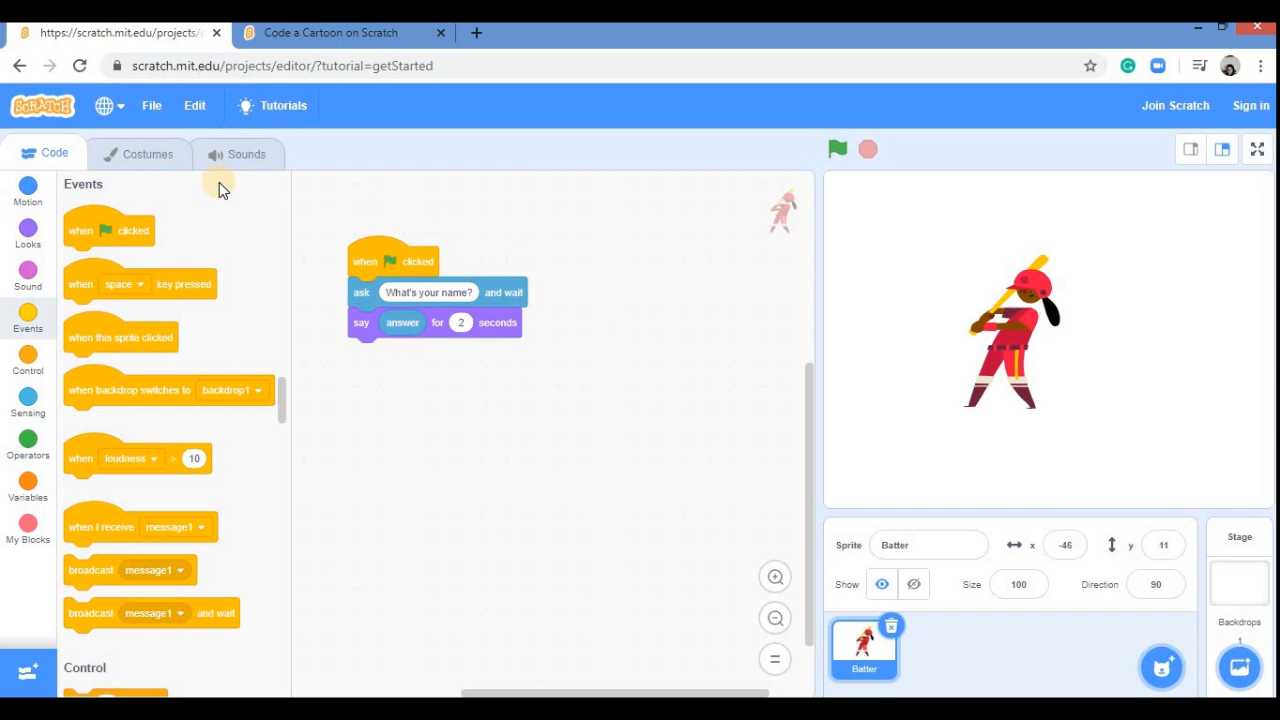 https://scratch.mit.edu/projects/
Code a Cartoon on Scratch
scratch.mit.edu/projects/editor/?tutorial=getStarted
SCRATCH
File
Edit
Tutorials
Join Scratch
Sign in
Code
Costumes
Sounds
Motion
Looks
Sound
Events
Control
Sensing
Operators
Variables
My Blocks
Events
when clicked
when space key pressed
when this sprite clicked
when backdrop switches to backdrop1
when loudness > 10
when I receive message1
broadcast message1
broadcast message1 and wait
Control
when clicked
ask What's your name? and wait
say answer for 2 seconds
Sprite Batter x -46 y 11
Show Size 100 Direction 90
Batter
Stage
Backdrops
1